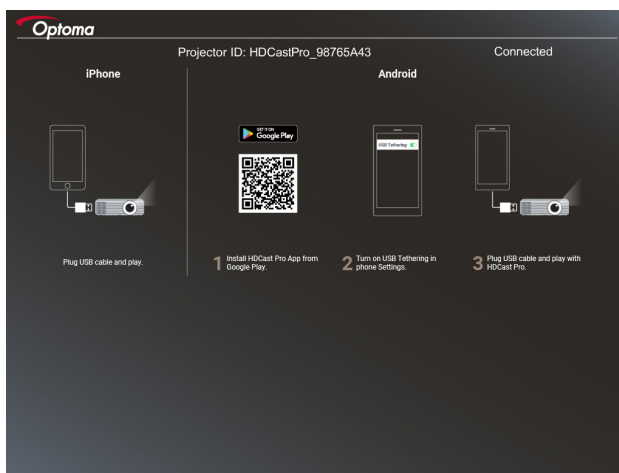 Optoma
Projector ID: HDCastPro_98765A43
Connected
iPhone
Plug USB cable and play.
Android
GET IT ON
Google Play
1 Install HDCast Pro App from
Google Play.
USB Tethering
2 Turn on USB Tethering in
phone Settings.
3 Plug USB cable and play with
HDCast Pro.